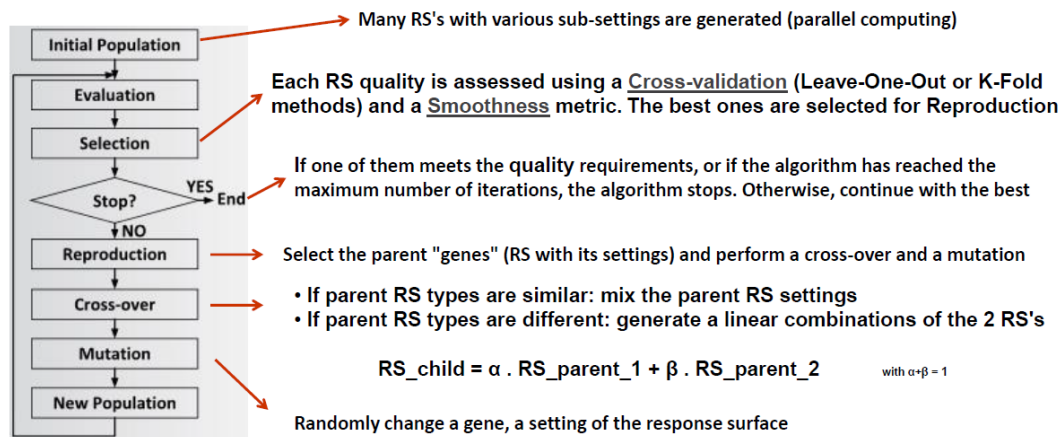 Many RS's with various sub-settings are generated (parallel computing)
Initial Population
Each RS quality is assessed using a Cross-validation (Leave-One-Out or K-Fold
methods) and a Smoothness metric. The best ones are selected for Reproduction
Evaluation
Selection
If one of them meets the quality requirements, or if the algorithm has reached the
maximum number of iterations, the algorithm stops. Otherwise, continue with the best
Stop?
YES
End
NO
Reproduction
Select the parent "genes" (RS with its settings) and perform a cross-over and a mutation
Cross-over
• If parent RS types are similar: mix the parent RS settings
• If parent RS types are different: generate a linear combinations of the 2 RS's
Mutation
RS_child = α . RS_parent_1 + β . RS_parent_2
with α+β = 1
New Population
Randomly change a gene, a setting of the response surface